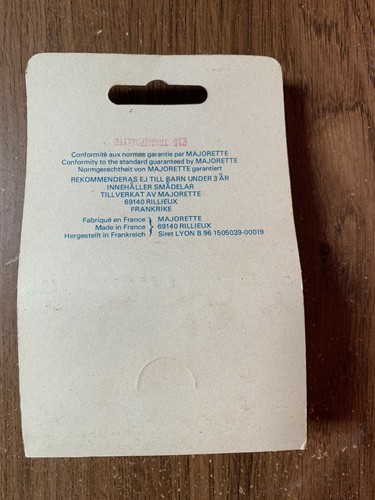 Conformité aux normes garantie par MAJORETTE
Conformity to the standard guaranteed by MAJORETTE
Normgerechtheit von MAJORETTE garantiert
REKOMMENDERAS EJ TILL BARN UNDER 3 ÅR
INNEHÅLLER SMÅDELAR
TILLVERKAT AV MAJORETTE
69140 RILLIEUX
FRANKRIKE
Fabriqué en France } MAJORETTE
Made in France } 69140 RILLIEUX
Hergestellt in Frankreich } Siret LYON B 96 1505039-00019